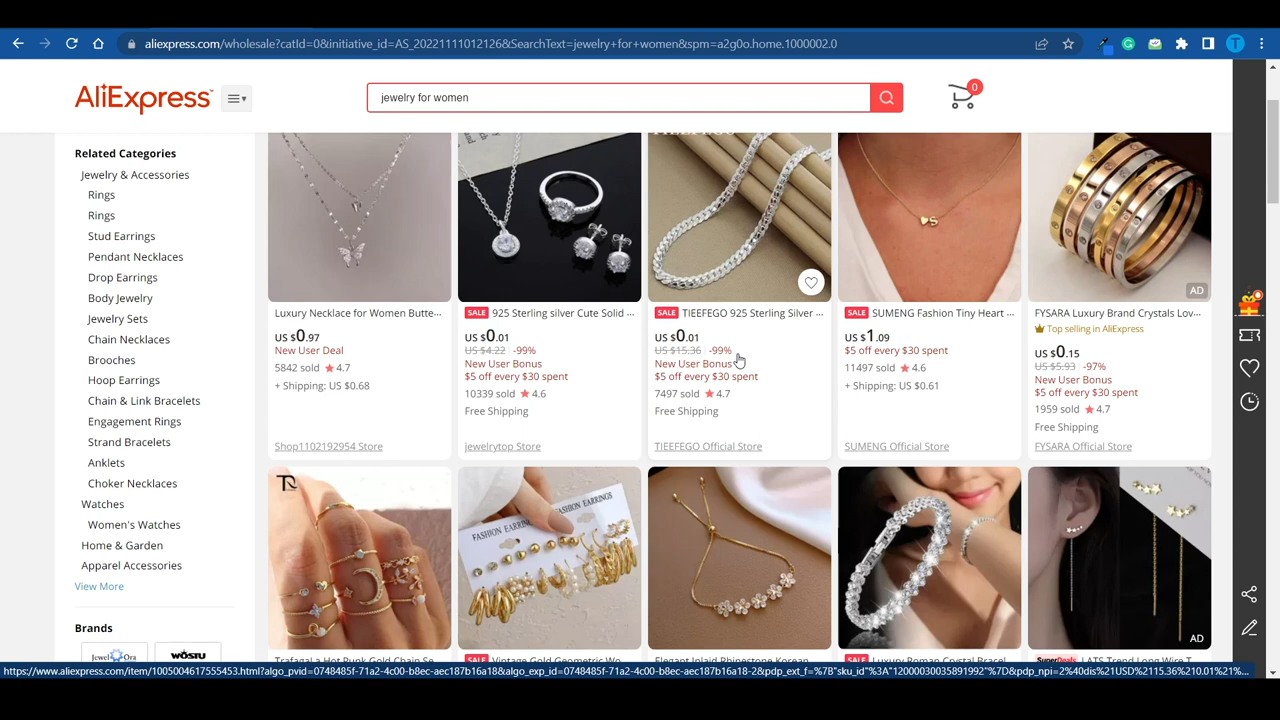 aliexpress.com/wholesale?catId=0&initiative_id=AS_20221111012126&SearchText=jewelry+for+women&spm=a2g0o.home.1000002.0
T
AliExpress
jewelry for women
0
Related Categories
Jewelry & Accessories
Rings
Rings
Stud Earrings
Pendant Necklaces
Drop Earrings
Body Jewelry
Jewelry Sets
Chain Necklaces
Brooches
Hoop Earrings
Chain & Link Bracelets
Engagement Rings
Strand Bracelets
Anklets
Choker Necklaces
Watches
Women's Watches
Home & Garden
Apparel Accessories
View More
Brands
Jewel Ora
WOSTU
Luxury Necklace for Women Butte...
US $0.97
New User Deal
5842 sold 4.7
+ Shipping: US $0.68
Shop1102192954 Store
SALE 925 Sterling silver Cute Solid ...
US $0.01
US $4.22 -99%
New User Bonus
$5 off every $30 spent
10339 sold 4.6
Free Shipping
jewelrytop Store
SALE TIEEFEGO 925 Sterling Silver ...
US $0.01
US $15.36 -99%
New User Bonus
$5 off every $30 spent
7497 sold 4.7
Free Shipping
TIEEFEGO Official Store
S
SALE SUMENG Fashion Tiny Heart ...
US $1.09
$5 off every $30 spent
11497 sold 4.6
+ Shipping: US $0.61
SUMENG Official Store
AD
FYSARA Luxury Brand Crystals Lov...
Top selling in AliExpress
US $0.15
US $5.93 -97%
New User Bonus
$5 off every $30 spent
1959 sold 4.7
Free Shipping
FYSARA Official Store
FASHION EARRINGS
FASHION EARRINGS
AD